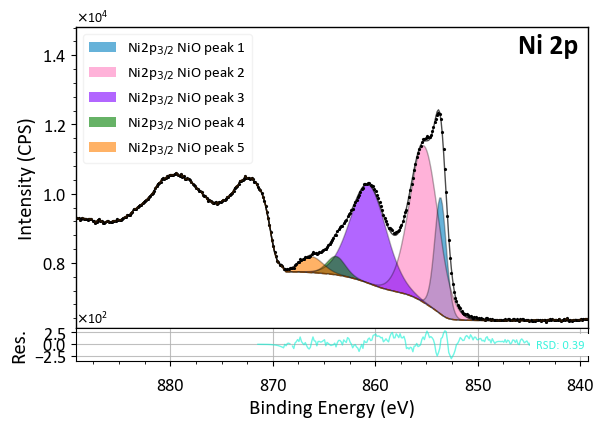 ×10⁴
Ni 2p
Ni2p₃/₂ NiO peak 1
Ni2p₃/₂ NiO peak 2
Ni2p₃/₂ NiO peak 3
Ni2p₃/₂ NiO peak 4
Ni2p₃/₂ NiO peak 5
1.4
1.2
1.0
0.8
Intensity (CPS)
×10²
2.5
0.0
−2.5
Res.
RSD: 0.39
880 870 860 850 840
Binding Energy (eV)